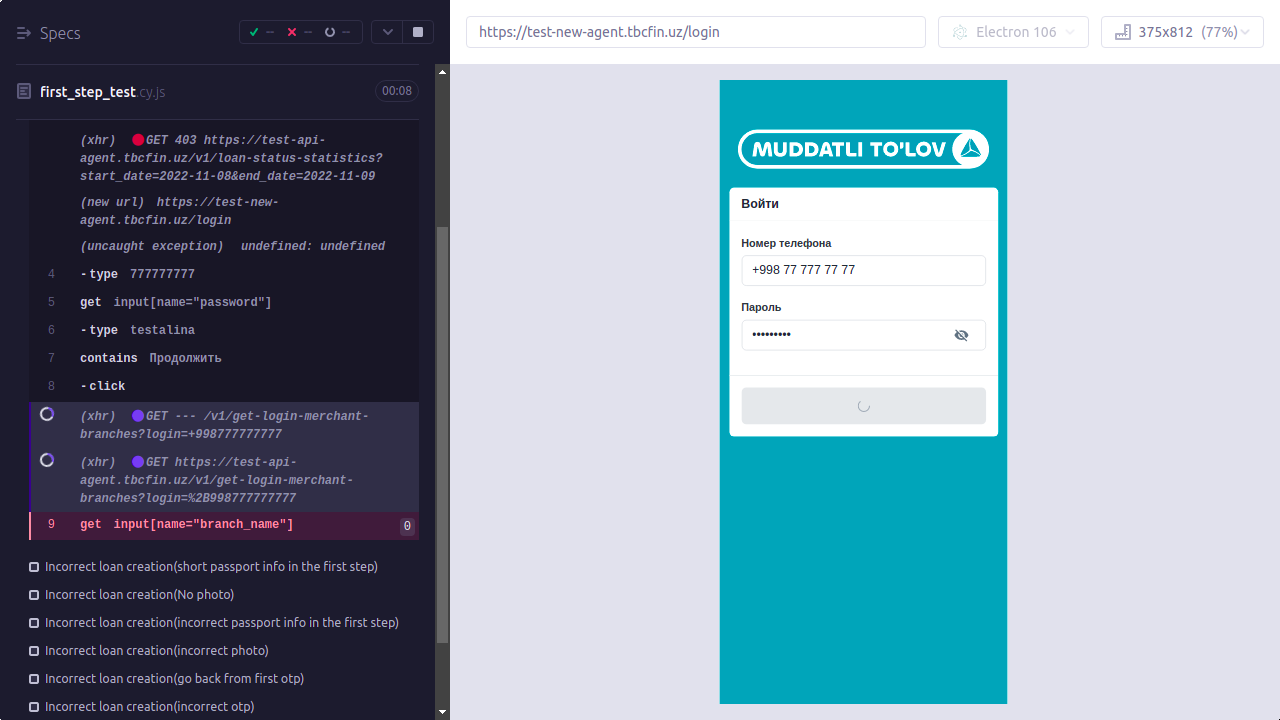 Specs
-- -- --
https://test-new-agent.tbcfin.uz/login
Electron 106
375x812 (77%)
first_step_test.cy.js
00:08
(xhr) GET 403 https://test-api-
agent.tbcfin.uz/v1/loan-status-statistics?
start_date=2022-11-08&end_date=2022-11-09
(new url) https://test-new-
agent.tbcfin.uz/login
(uncaught exception) undefined: undefined
4 -type 777777777
5 get input[name="password"]
6 -type testalina
7 contains Продолжить
8 -click
(xhr) GET --- /v1/get-login-merchant-
branches?login=+998777777777
(xhr) GET https://test-api-
agent.tbcfin.uz/v1/get-login-merchant-
branches?login=%2B998777777777
9 get input[name="branch_name"] 0
Incorrect loan creation(short passport info in the first step)
Incorrect loan creation(No photo)
Incorrect loan creation(incorrect passport info in the first step)
Incorrect loan creation(incorrect photo)
Incorrect loan creation(go back from first otp)
Incorrect loan creation(incorrect otp)
MUDDATLI TO'LOV
Войти
Номер телефона
+998 77 777 77 77
Пароль
•••••••••